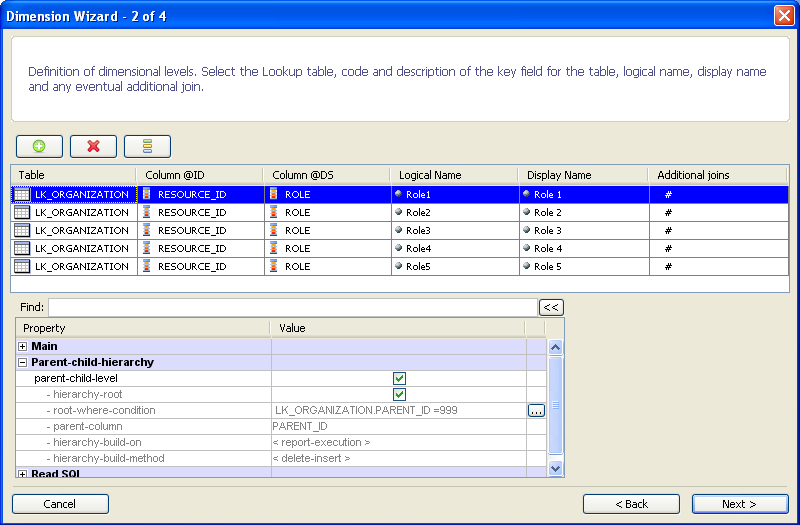 Dimension Wizard - 2 of 4
Definition of dimensional levels. Select the Lookup table, code and description of the key field for the table, logical name, display name
and any eventual additional join.
Table Column @ID Column @DS Logical Name Display Name Additional joins
LK_ORGANIZATION RESOURCE_ID ROLE Role1 Role 1 #
LK_ORGANIZATION RESOURCE_ID ROLE Role2 Role 2 #
LK_ORGANIZATION RESOURCE_ID ROLE Role3 Role 3 #
LK_ORGANIZATION RESOURCE_ID ROLE Role4 Role 4 #
LK_ORGANIZATION RESOURCE_ID ROLE Role5 Role 5 #
Find: <<
Property Value
Main
Parent-child-hierarchy
parent-child-level
- hierarchy-root
- root-where-condition LK_ORGANIZATION.PARENT_ID =999 ...
- parent-column PARENT_ID
- hierarchy-build-on < report-execution >
- hierarchy-build-method < delete-insert >
Read SQL
Cancel < Back Next >